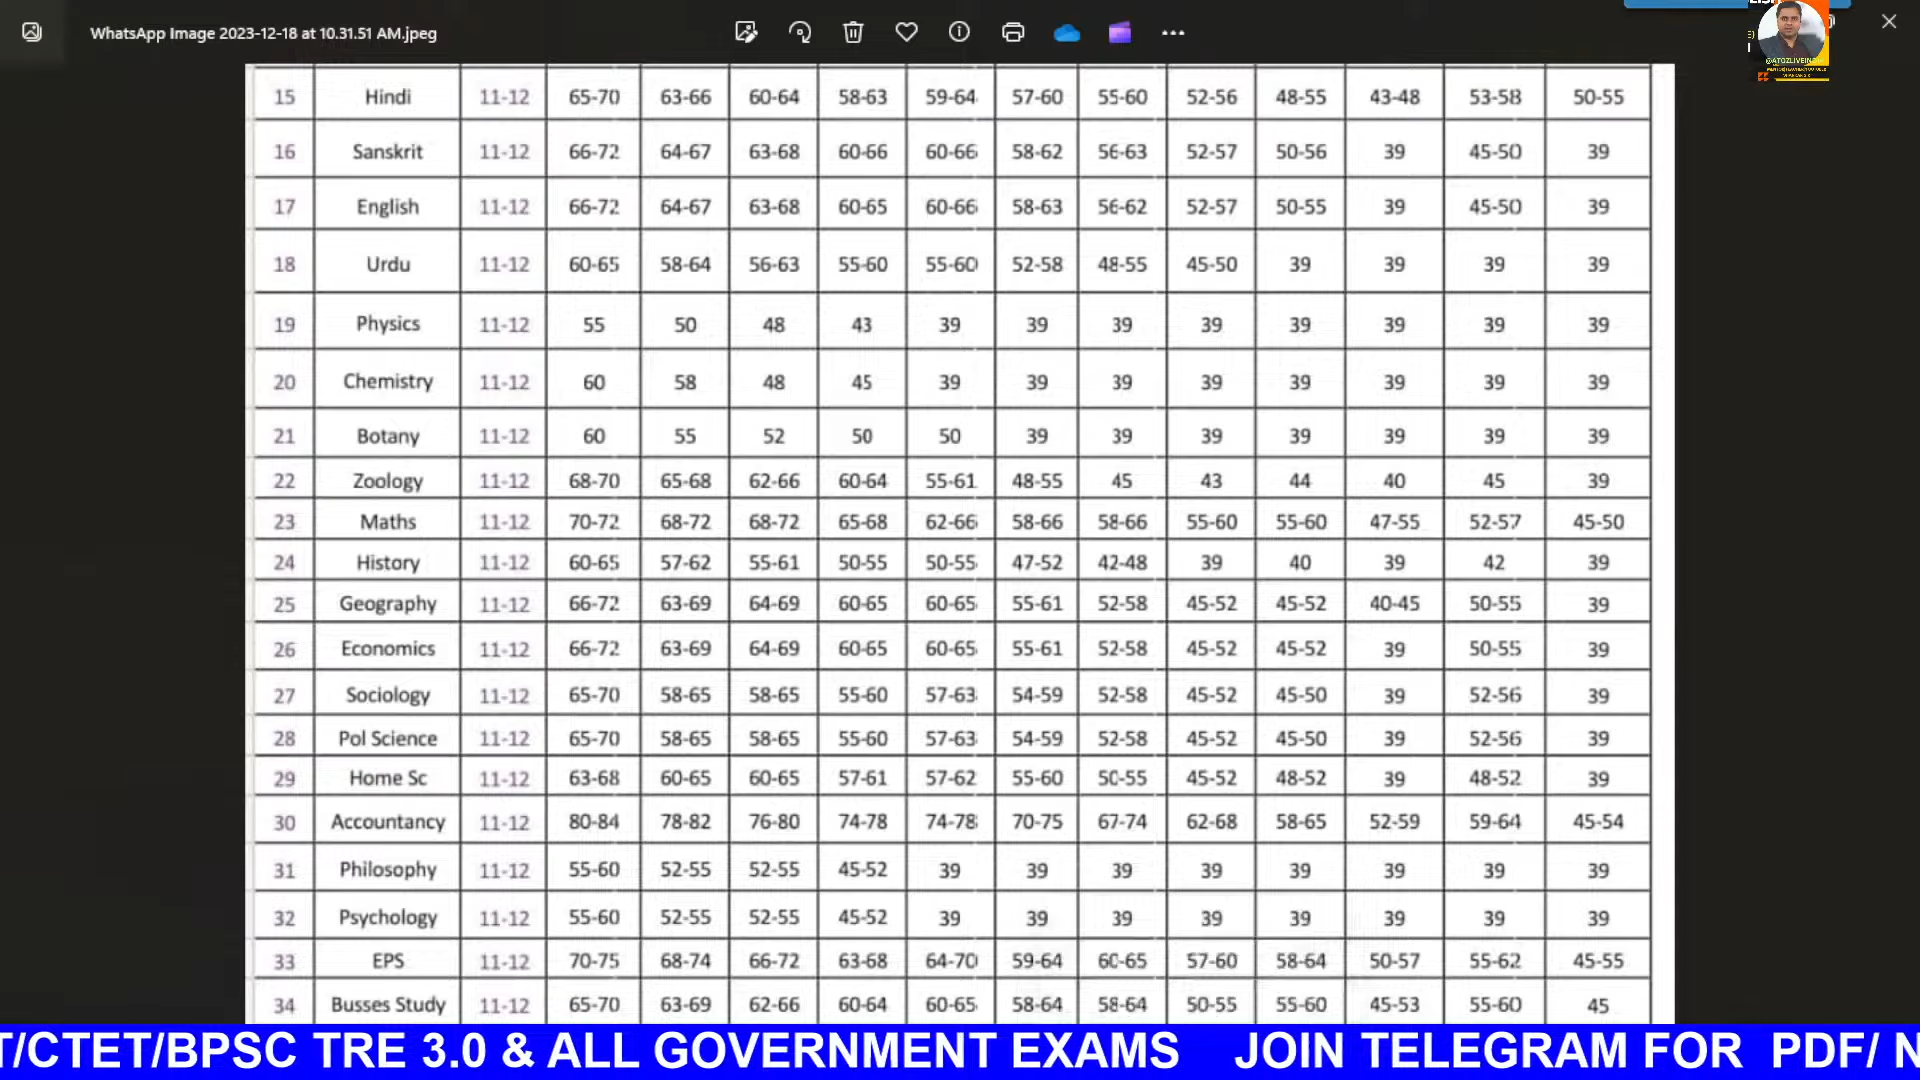 WhatsApp Image 2023-12-18 at 10.31.51 AM.jpeg
@ATOZLIVEINDIA
15 Hindi 11-12 65-70 63-66 60-64 58-63 59-64 57-60 55-60 52-56 48-55 43-48 53-58 50-55
16 Sanskrit 11-12 66-72 64-67 63-68 60-66 60-66 58-62 56-63 52-57 50-56 39 45-50 39
17 English 11-12 66-72 64-67 63-68 60-65 60-66 58-63 56-62 52-57 50-55 39 45-50 39
18 Urdu 11-12 60-65 58-64 56-63 55-60 55-60 52-58 48-55 45-50 39 39 39 39
19 Physics 11-12 55 50 48 43 39 39 39 39 39 39 39 39
20 Chemistry 11-12 60 58 48 45 39 39 39 39 39 39 39 39
21 Botany 11-12 60 55 52 50 50 39 39 39 39 39 39 39
22 Zoology 11-12 68-70 65-68 62-66 60-64 55-61 48-55 45 43 44 40 45 39
23 Maths 11-12 70-72 68-72 68-72 65-68 62-66 58-66 58-66 55-60 55-60 47-55 52-57 45-50
24 History 11-12 60-65 57-62 55-61 50-55 50-55 47-52 42-48 39 40 39 42 39
25 Geography 11-12 66-72 63-69 64-69 60-65 60-65 55-61 52-58 45-52 45-52 40-45 50-55 39
26 Economics 11-12 66-72 63-69 64-69 60-65 60-65 55-61 52-58 45-52 45-52 39 50-55 39
27 Sociology 11-12 65-70 58-65 58-65 55-60 57-63 54-59 52-58 45-52 45-50 39 52-56 39
28 Pol Science 11-12 65-70 58-65 58-65 55-60 57-63 54-59 52-58 45-52 45-50 39 52-56 39
29 Home Sc 11-12 63-68 60-65 60-65 57-61 57-62 55-60 50-55 45-52 48-52 39 48-52 39
30 Accountancy 11-12 80-84 78-82 76-80 74-78 74-78 70-75 67-74 62-68 58-65 52-59 59-64 45-54
31 Philosophy 11-12 55-60 52-55 52-55 45-52 39 39 39 39 39 39 39 39
32 Psychology 11-12 55-60 52-55 52-55 45-52 39 39 39 39 39 39 39 39
33 EPS 11-12 70-75 68-74 66-72 63-68 64-70 59-64 60-65 57-60 58-64 50-57 55-62 45-55
34 Busses Study 11-12 65-70 63-69 62-66 60-64 60-65 58-64 58-64 50-55 55-60 45-53 55-60 45
T/CTET/BPSC TRE 3.0 & ALL GOVERNMENT EXAMS JOIN TELEGRAM FOR PDF/ N